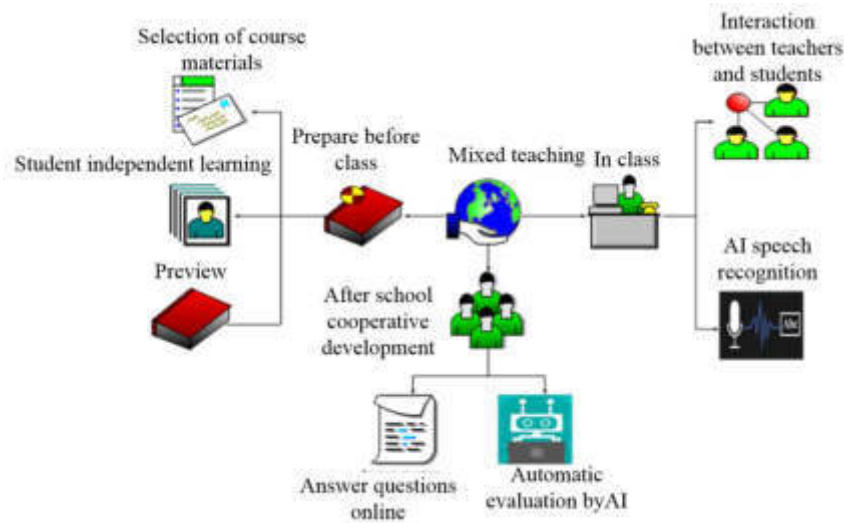 Selection of course
materials
Student independent learning
Preview
Prepare before
class
Mixed teaching
In class
Interaction
between teachers
and students
AI speech
recognition
Abc
After school
cooperative
development
Answer questions
online
Automatic
evaluation byAI